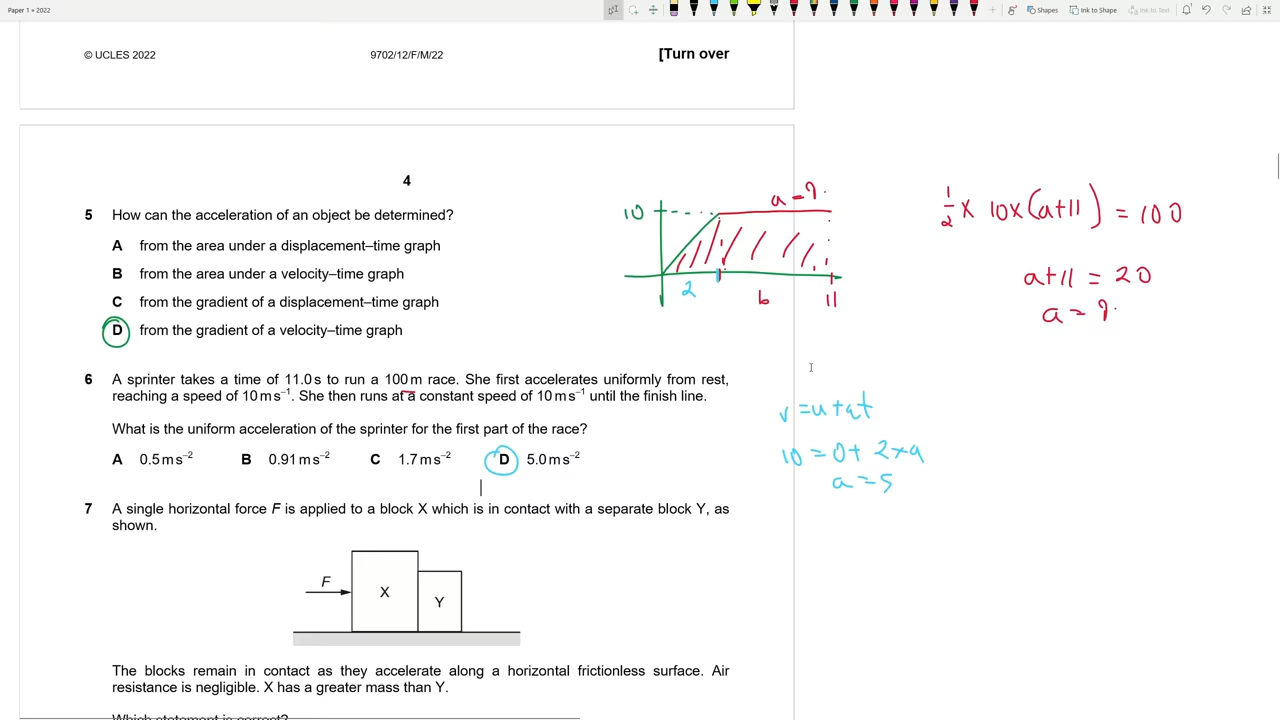 Paper 1 - 2022
Shapes
Ink to Shape
Ink to Text
© UCLES 2022
9702/12/F/M/22
[Turn over
4
5 How can the acceleration of an object be determined?
A from the area under a displacement–time graph
B from the area under a velocity–time graph
C from the gradient of a displacement–time graph
D from the gradient of a velocity–time graph
6 A sprinter takes a time of 11.0 s to run a 100 m race. She first accelerates uniformly from rest,
reaching a speed of 10 m s⁻¹. She then runs at a constant speed of 10 m s⁻¹ until the finish line.
What is the uniform acceleration of the sprinter for the first part of the race?
A 0.5 m s⁻² B 0.91 m s⁻² C 1.7 m s⁻² D 5.0 m s⁻²
7 A single horizontal force F is applied to a block X which is in contact with a separate block Y, as
shown.
F
X
Y
The blocks remain in contact as they accelerate along a horizontal frictionless surface. Air
resistance is negligible. X has a greater mass than Y.
Which statement is correct?
10
a = 9.
2
b
11
1/2 × 10 × (a+11) = 100
a+11 = 20
a = 9.
v = u + at
10 = 0 + 2 × a
a = 5